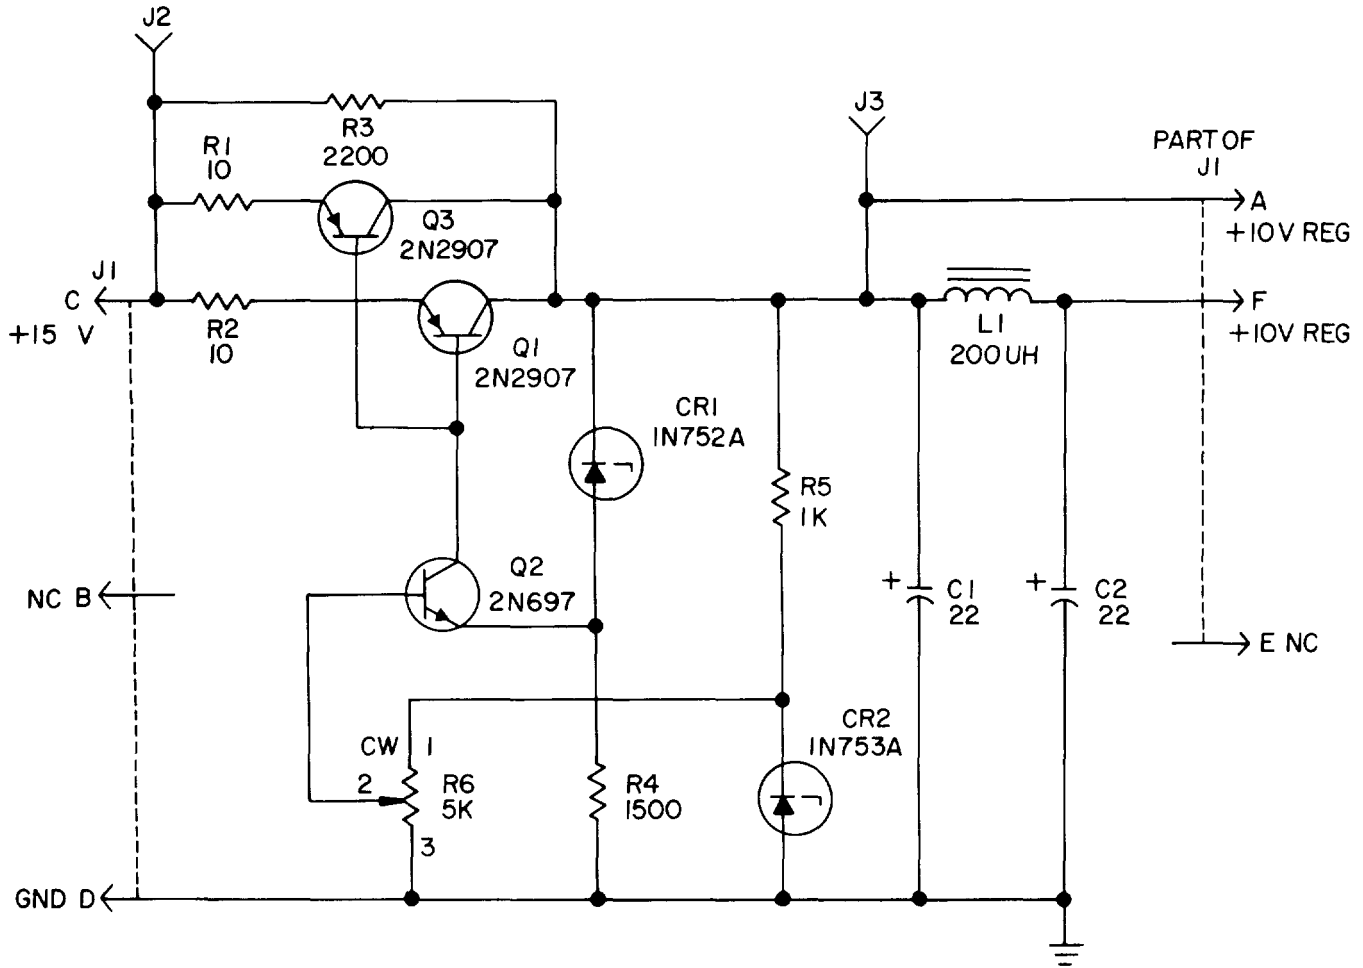 J2
R3
2200
R1
10
Q3
2N2907
J3
PART OF
J1
A
+10V REG
J1
C
+15 V
R2
10
Q1
2N2907
L1
200UH
F
+10V REG
CR1
1N752A
R5
1K
Q2
2N697
NC B
+
C1
22
+
C2
22
E NC
CW 1
2
R6
5K
3
R4
1500
CR2
1N753A
GND D